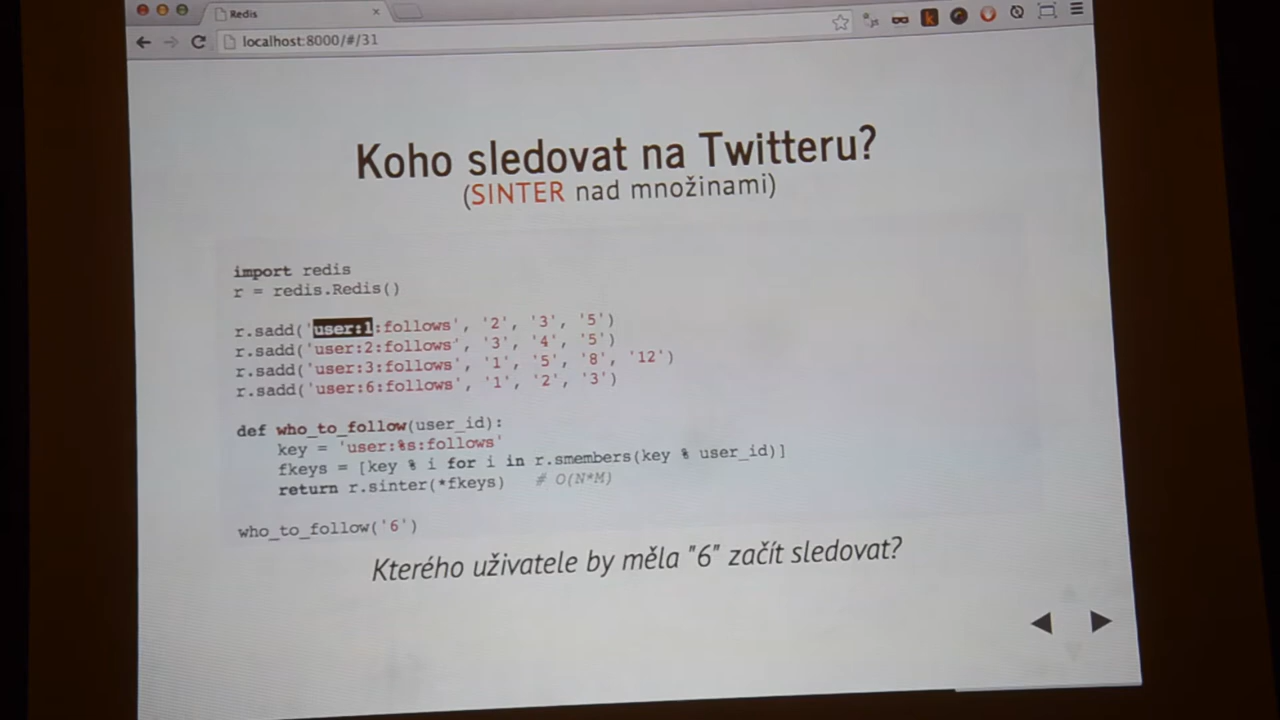 Redis
localhost:8000/#/31
Koho sledovat na Twitteru?
(SINTER nad množinami)
import redis
r = redis.Redis()
r.sadd('user:1:follows', '2', '3', '5')
r.sadd('user:2:follows', '3', '4', '5')
r.sadd('user:3:follows', '1', '5', '8', '12')
r.sadd('user:6:follows', '1', '2', '3')
def who_to_follow(user_id):
    key = 'user:%s:follows'
    fkeys = [key % i for i in r.smembers(key % user_id)]
    return r.sinter(*fkeys)   # O(N*M)
who_to_follow('6')
Kterého uživatele by měla "6" začít sledovat?